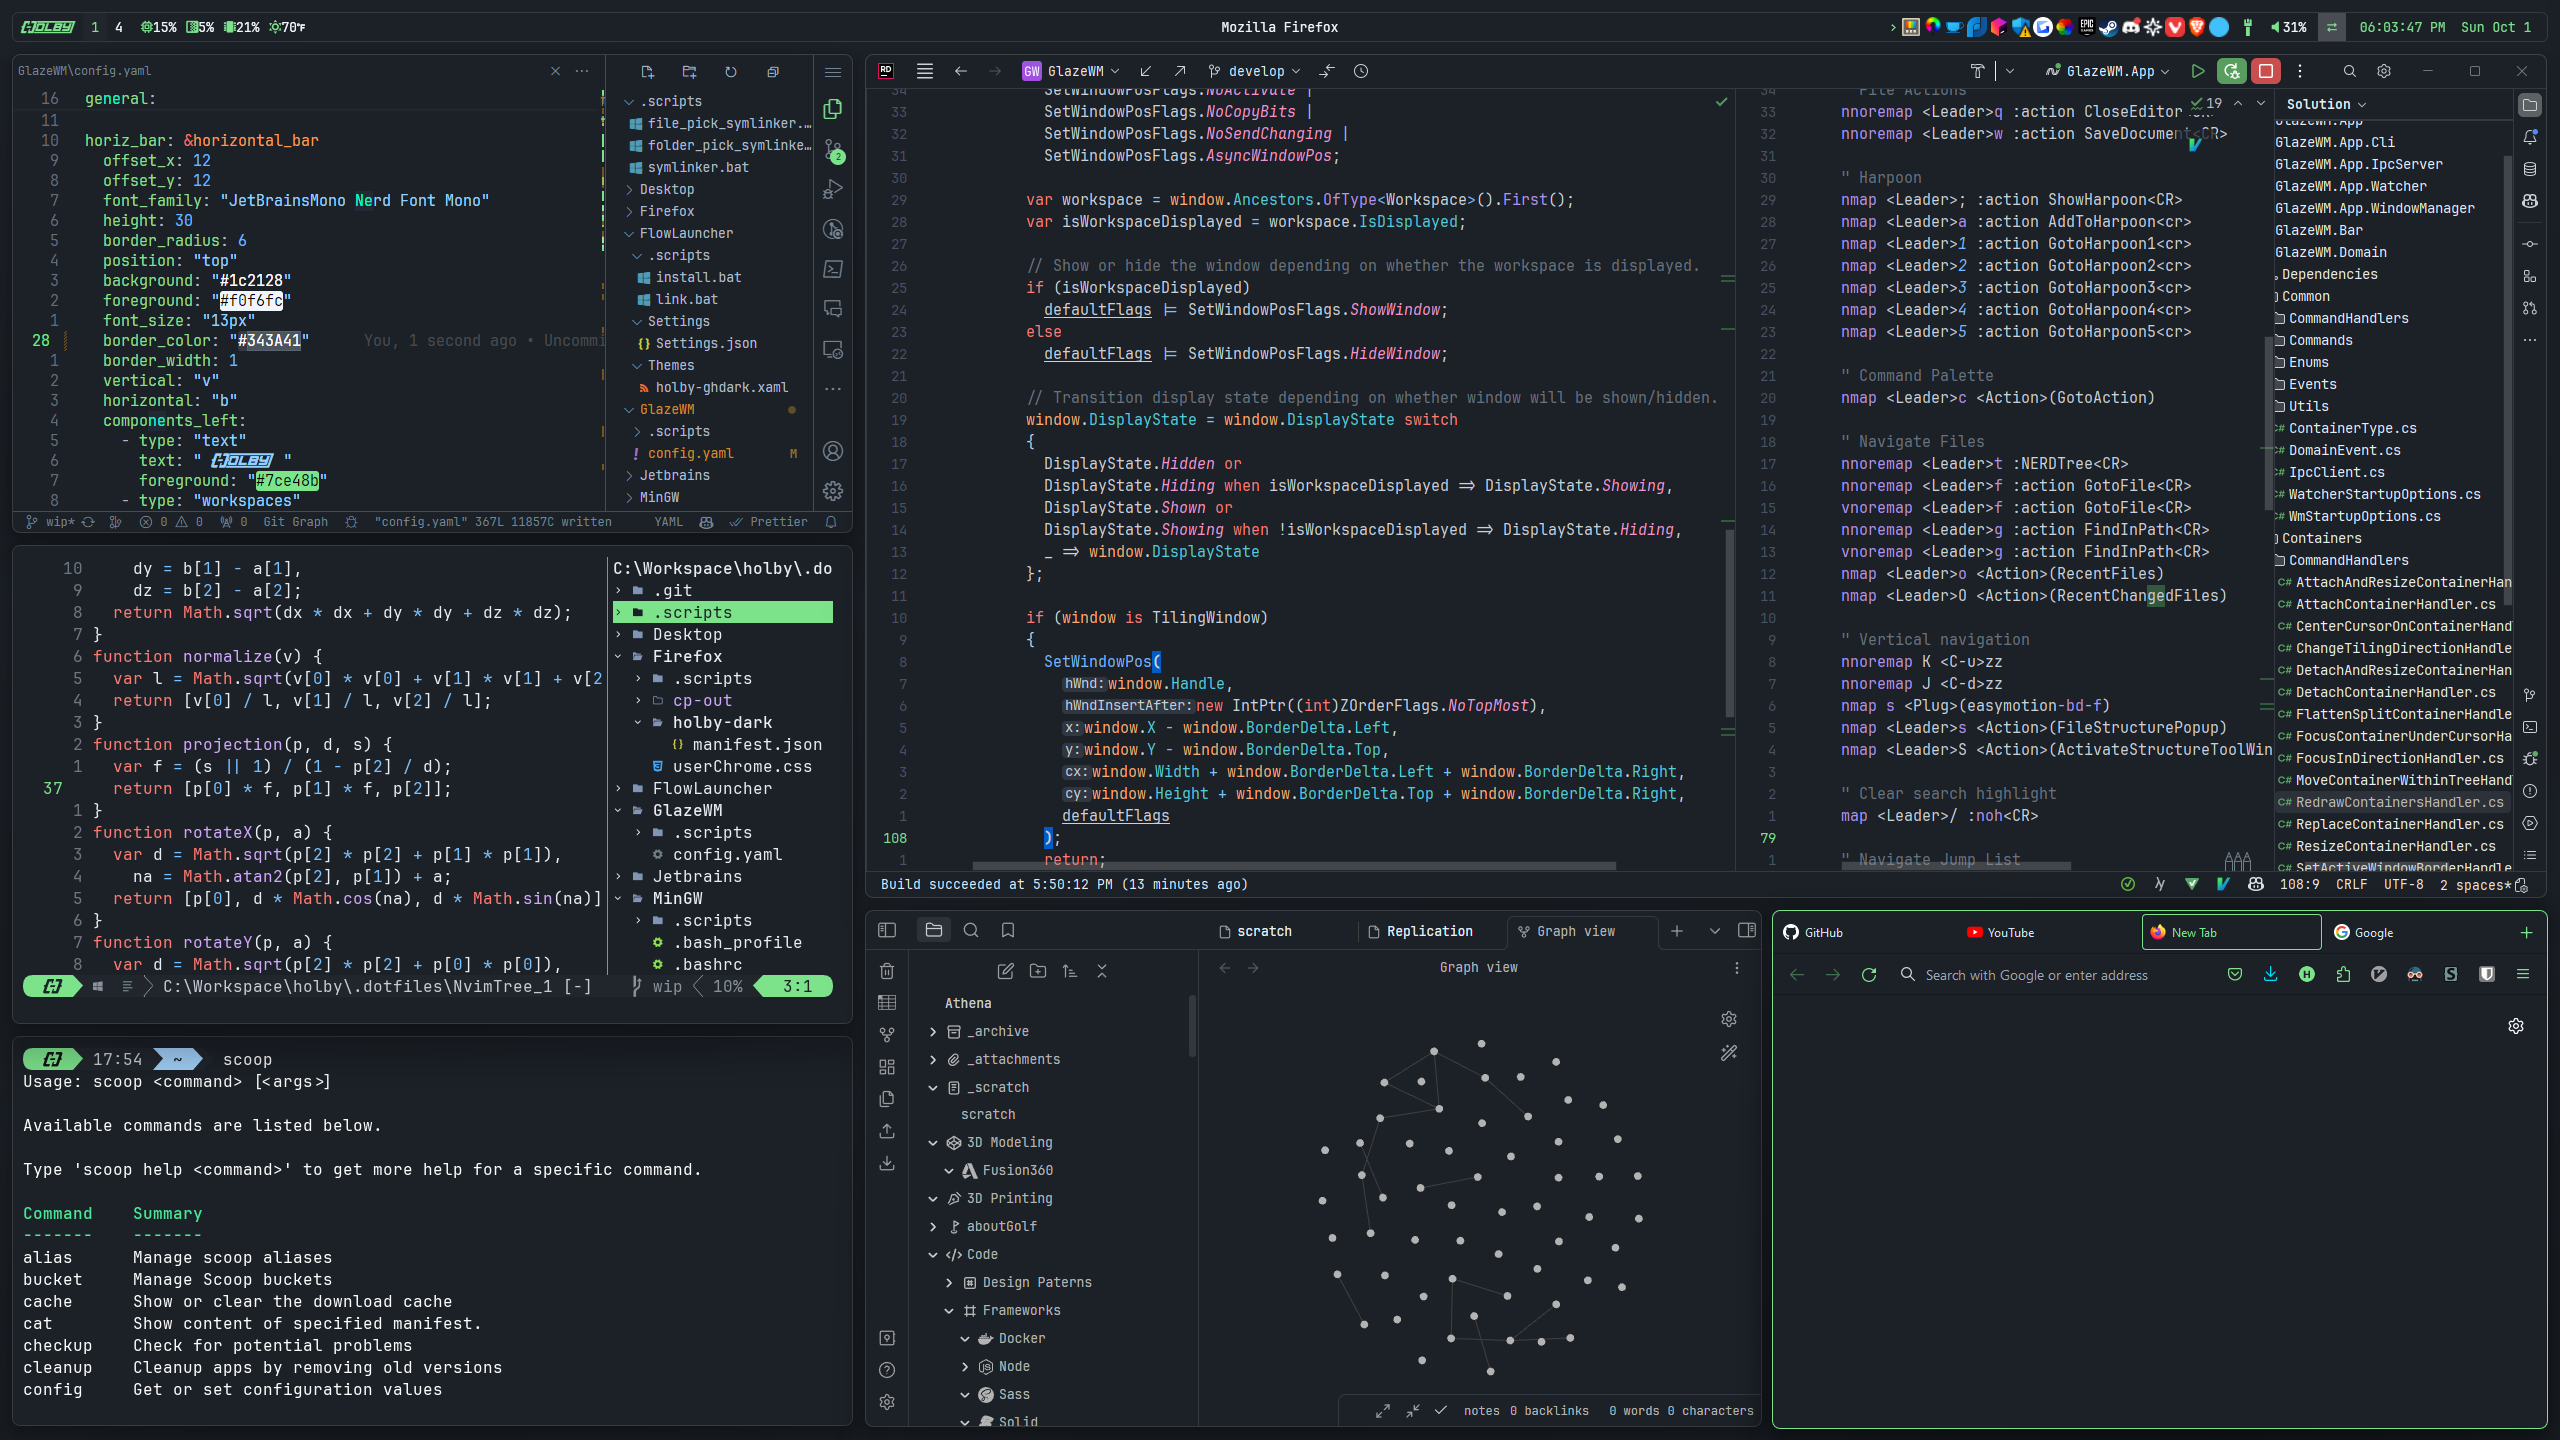 HOLBY 1 4 15% 5% 21% 70°F
Mozilla Firefox
31% 06:03:47 PM Sun Oct 1
GlazeWM\config.yaml
16 general:
11
10 horiz_bar: &horizontal_bar
9 offset_x: 12
8 offset_y: 12
7 font_family: "JetBrainsMono Nerd Font Mono"
6 height: 30
5 border_radius: 6
4 position: "top"
3 background: "#1c2128"
2 foreground: "#f0f6fc"
1 font_size: "13px"
28 border_color: "#343A41" You, 1 second ago • Uncommi
1 border_width: 1
2 vertical: "v"
3 horizontal: "b"
4 components_left:
5 - type: "text"
6 text: " HOLBY "
7 foreground: "#7ce48b"
8 - type: "workspaces"
.scripts
file_pick_symlinker.…
folder_pick_symlinke…
symlinker.bat
Desktop
Firefox
FlowLauncher
.scripts
install.bat
link.bat
Settings
Settings.json
Themes
holby-ghdark.xaml
GlazeWM
.scripts
config.yaml M
Jetbrains
MinGW
2
wip* 0 0 0 Git Graph "config.yaml" 367L 11857C written YAML Prettier
10 dy = b[1] - a[1],
9 dz = b[2] - a[2];
8 return Math.sqrt(dx * dx + dy * dy + dz * dz);
7 }
6 function normalize(v) {
5 var l = Math.sqrt(v[0] * v[0] + v[1] * v[1] + v[2
4 return [v[0] / l, v[1] / l, v[2] / l];
3 }
2 function projection(p, d, s) {
1 var f = (s || 1) / (1 - p[2] / d);
37 return [p[0] * f, p[1] * f, p[2]];
1 }
2 function rotateX(p, a) {
3 var d = Math.sqrt(p[2] * p[2] + p[1] * p[1]),
4 na = Math.atan2(p[2], p[1]) + a;
5 return [p[0], d * Math.cos(na), d * Math.sin(na)]
6 }
7 function rotateY(p, a) {
8 var d = Math.sqrt(p[2] * p[2] + p[0] * p[0]),
C:\Workspace\holby\.do
.git
.scripts
Desktop
Firefox
.scripts
cp-out
holby-dark
manifest.json
userChrome.css
FlowLauncher
GlazeWM
.scripts
config.yaml
Jetbrains
MinGW
.scripts
.bash_profile
.bashrc
C:\Workspace\holby\.dotfiles\NvimTree_1 [-] wip 10% 3:1
17:54 ~ scoop
Usage: scoop <command> [<args>]
Available commands are listed below.
Type 'scoop help <command>' to get more help for a specific command.
Command Summary
------- -------
alias Manage scoop aliases
bucket Manage Scoop buckets
cache Show or clear the download cache
cat Show content of specified manifest.
checkup Check for potential problems
cleanup Cleanup apps by removing old versions
config Get or set configuration values
RD GW GlazeWM develop GlazeWM.App
34 SetWindowPosFlags.NoActivate |
33 SetWindowPosFlags.NoCopyBits |
32 SetWindowPosFlags.NoSendChanging |
31 SetWindowPosFlags.AsyncWindowPos;
30
29 var workspace = window.Ancestors.OfType<Workspace>().First();
28 var isWorkspaceDisplayed = workspace.IsDisplayed;
27
26 // Show or hide the window depending on whether the workspace is displayed.
25 if (isWorkspaceDisplayed)
24 defaultFlags |= SetWindowPosFlags.ShowWindow;
23 else
22 defaultFlags |= SetWindowPosFlags.HideWindow;
21
20 // Transition display state depending on whether window will be shown/hidden.
19 window.DisplayState = window.DisplayState switch
18 {
17 DisplayState.Hidden or
16 DisplayState.Hiding when isWorkspaceDisplayed => DisplayState.Showing,
15 DisplayState.Shown or
14 DisplayState.Showing when !isWorkspaceDisplayed => DisplayState.Hiding,
13 _ => window.DisplayState
12 };
11
10 if (window is TilingWindow)
9 {
8 SetWindowPos(
7 hWnd: window.Handle,
6 hWndInsertAfter: new IntPtr((int)ZOrderFlags.NoTopMost),
5 x: window.X - window.BorderDelta.Left,
4 y: window.Y - window.BorderDelta.Top,
3 cx: window.Width + window.BorderDelta.Left + window.BorderDelta.Right,
2 cy: window.Height + window.BorderDelta.Top + window.BorderDelta.Right,
1 defaultFlags
108 );
1 return;
34 " File Actions
33 nnoremap <Leader>q :action CloseEditor
32 nnoremap <Leader>w :action SaveDocument<CR>
31
30 " Harpoon
29 nmap <Leader>; :action ShowHarpoon<CR>
28 nmap <Leader>a :action AddToHarpoon<cr>
27 nmap <Leader>1 :action GotoHarpoon1<cr>
26 nmap <Leader>2 :action GotoHarpoon2<cr>
25 nmap <Leader>3 :action GotoHarpoon3<cr>
24 nmap <Leader>4 :action GotoHarpoon4<cr>
23 nmap <Leader>5 :action GotoHarpoon5<cr>
22
21 " Command Palette
20 nmap <Leader>c <Action>(GotoAction)
19
18 " Navigate Files
17 nnoremap <Leader>t :NERDTree<CR>
16 nnoremap <Leader>f :action GotoFile<CR>
15 vnoremap <Leader>f :action GotoFile<CR>
14 nnoremap <Leader>g :action FindInPath<CR>
13 vnoremap <Leader>g :action FindInPath<CR>
12 nmap <Leader>o <Action>(RecentFiles)
11 nmap <Leader>O <Action>(RecentChangedFiles)
10
9 " Vertical navigation
8 nnoremap K <C-u>zz
7 nnoremap J <C-d>zz
6 nmap s <Plug>(easymotion-bd-f)
5 nmap <Leader>s <Action>(FileStructurePopup)
4 nmap <Leader>S <Action>(ActivateStructureToolWin
3
2 " Clear search highlight
1 map <Leader>/ :noh<CR>
79
1 " Navigate Jump List
19
Solution
GlazeWM.App
GlazeWM.App.Cli
GlazeWM.App.IpcServer
GlazeWM.App.Watcher
GlazeWM.App.WindowManager
GlazeWM.Bar
GlazeWM.Domain
Dependencies
Common
CommandHandlers
Commands
Enums
Events
Utils
C# ContainerType.cs
C# DomainEvent.cs
C# IpcClient.cs
C# WatcherStartupOptions.cs
C# WmStartupOptions.cs
Containers
CommandHandlers
C# AttachAndResizeContainerHan
C# AttachContainerHandler.cs
C# CenterCursorOnContainerHand
C# ChangeTilingDirectionHandle
C# DetachAndResizeContainerHan
C# DetachContainerHandler.cs
C# FlattenSplitContainerHandle
C# FocusContainerUnderCursorHa
C# FocusInDirectionHandler.cs
C# MoveContainerWithinTreeHand
C# RedrawContainersHandler.cs
C# ReplaceContainerHandler.cs
C# ResizeContainerHandler.cs
C# SetActiveWindowBorderHandle
Build succeeded at 5:50:12 PM (13 minutes ago) 108:9 CRLF UTF-8 2 spaces*
scratch Replication Graph view
Graph view
Athena
_archive
_attachments
_scratch
scratch
3D Modeling
Fusion360
3D Printing
aboutGolf
Code
Design Paterns
Frameworks
Docker
Node
Sass
Solid
notes 0 backlinks 0 words 0 characters
GitHub YouTube New Tab Google
Search with Google or enter address